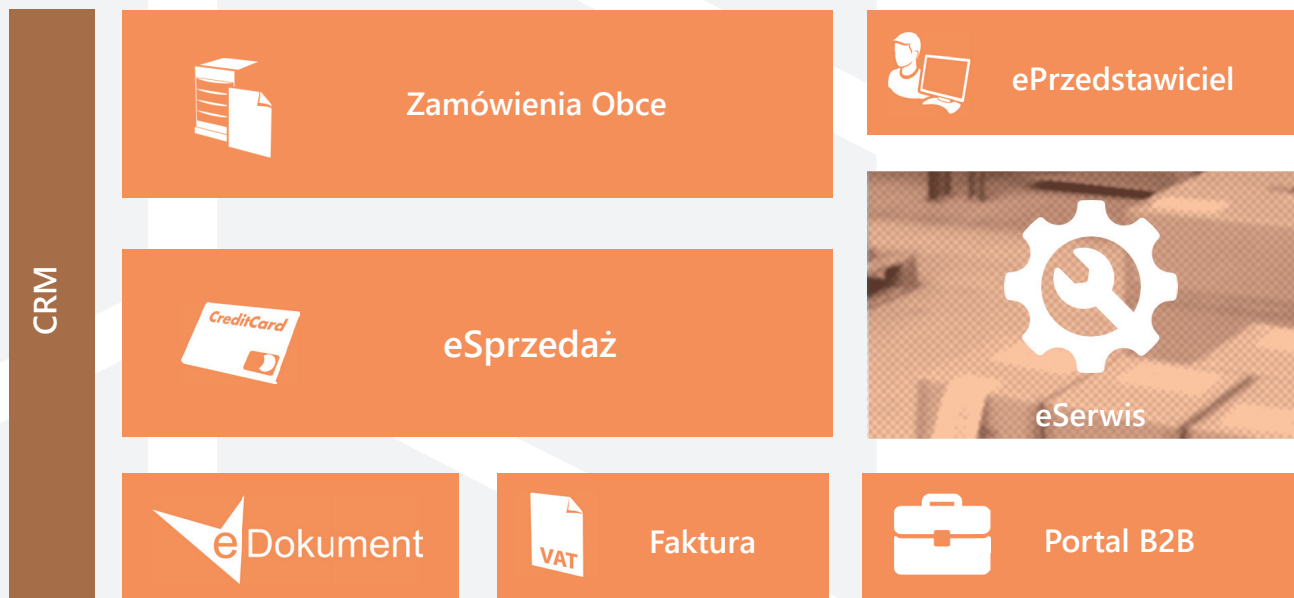 CRM
Zamówienia Obce
ePrzedstawiciel
CreditCard
eSprzedaż
eSerwis
eDokument
VAT
Faktura
Portal B2B